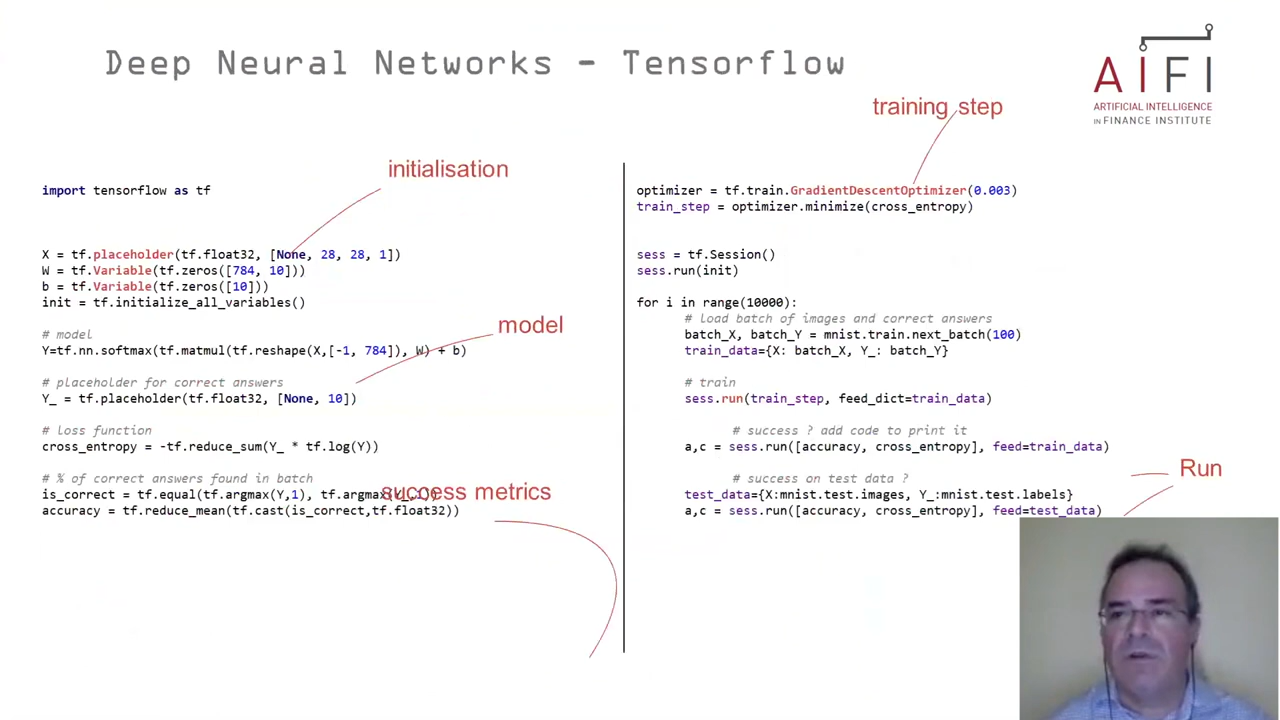 Deep Neural Networks - Tensorflow
AIFI
ARTIFICIAL INTELLIGENCE
IN FINANCE INSTITUTE
initialisation
import tensorflow as tf
X = tf.placeholder(tf.float32, [None, 28, 28, 1])
W = tf.Variable(tf.zeros([784, 10]))
b = tf.Variable(tf.zeros([10]))
init = tf.initialize_all_variables()
model
# model
Y=tf.nn.softmax(tf.matmul(tf.reshape(X,[-1, 784]), W) + b)
# placeholder for correct answers
Y_ = tf.placeholder(tf.float32, [None, 10])
# loss function
cross_entropy = -tf.reduce_sum(Y_ * tf.log(Y))
# % of correct answers found in batch
is_correct = tf.equal(tf.argmax(Y,1), tf.argmax(Y_,1))
success metrics
accuracy = tf.reduce_mean(tf.cast(is_correct,tf.float32))
training step
optimizer = tf.train.GradientDescentOptimizer(0.003)
train_step = optimizer.minimize(cross_entropy)
sess = tf.Session()
sess.run(init)
for i in range(10000):
# load batch of images and correct answers
batch_X, batch_Y = mnist.train.next_batch(100)
train_data={X: batch_X, Y_: batch_Y}
# train
sess.run(train_step, feed_dict=train_data)
# success ? add code to print it
a,c = sess.run([accuracy, cross_entropy], feed=train_data)
Run
# success on test data ?
test_data={X:mnist.test.images, Y_:mnist.test.labels}
a,c = sess.run([accuracy, cross_entropy], feed=test_data)